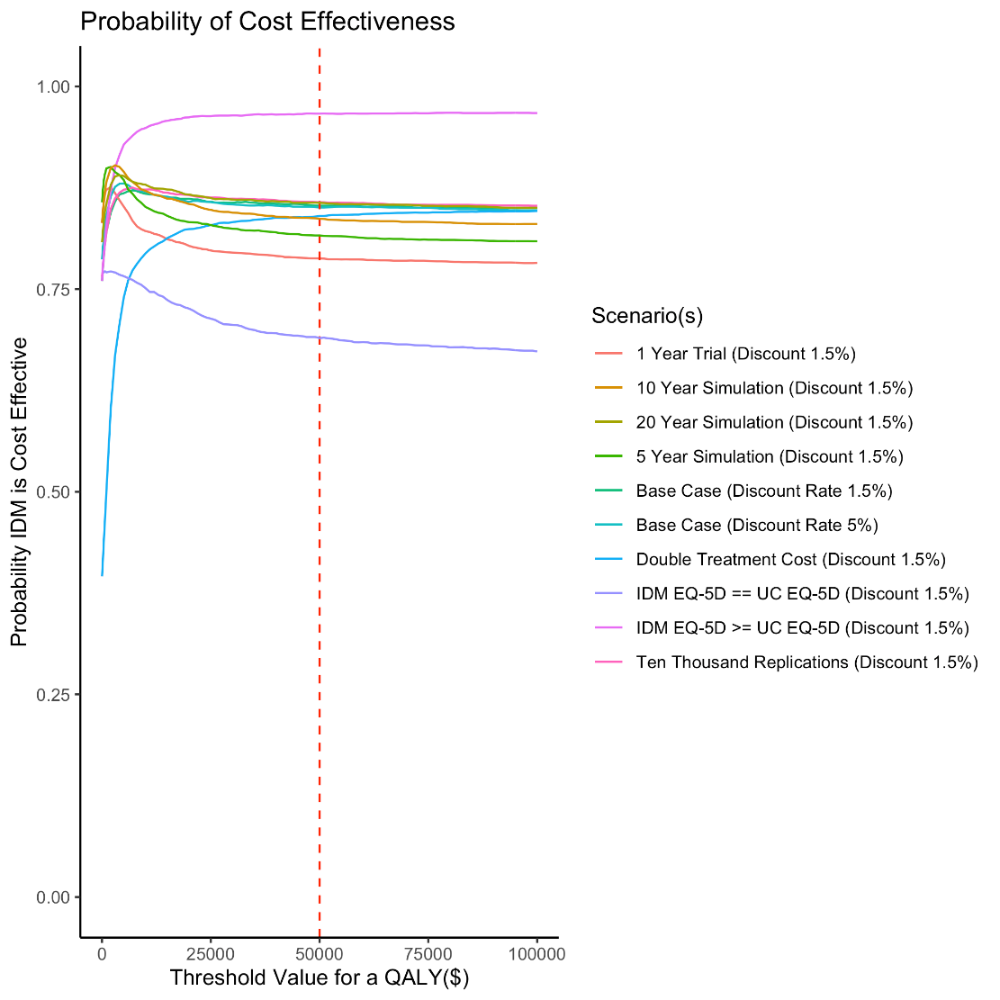 Probability of Cost Effectiveness
1.00
0.75
0.50
0.25
0.00
Probability IDM is Cost Effective
0
25000
50000
75000
100000
Threshold Value for a QALY($)
Scenario(s)
1 Year Trial (Discount 1.5%)
10 Year Simulation (Discount 1.5%)
20 Year Simulation (Discount 1.5%)
5 Year Simulation (Discount 1.5%)
Base Case (Discount Rate 1.5%)
Base Case (Discount Rate 5%)
Double Treatment Cost (Discount 1.5%)
IDM EQ-5D == UC EQ-5D (Discount 1.5%)
IDM EQ-5D >= UC EQ-5D (Discount 1.5%)
Ten Thousand Replications (Discount 1.5%)